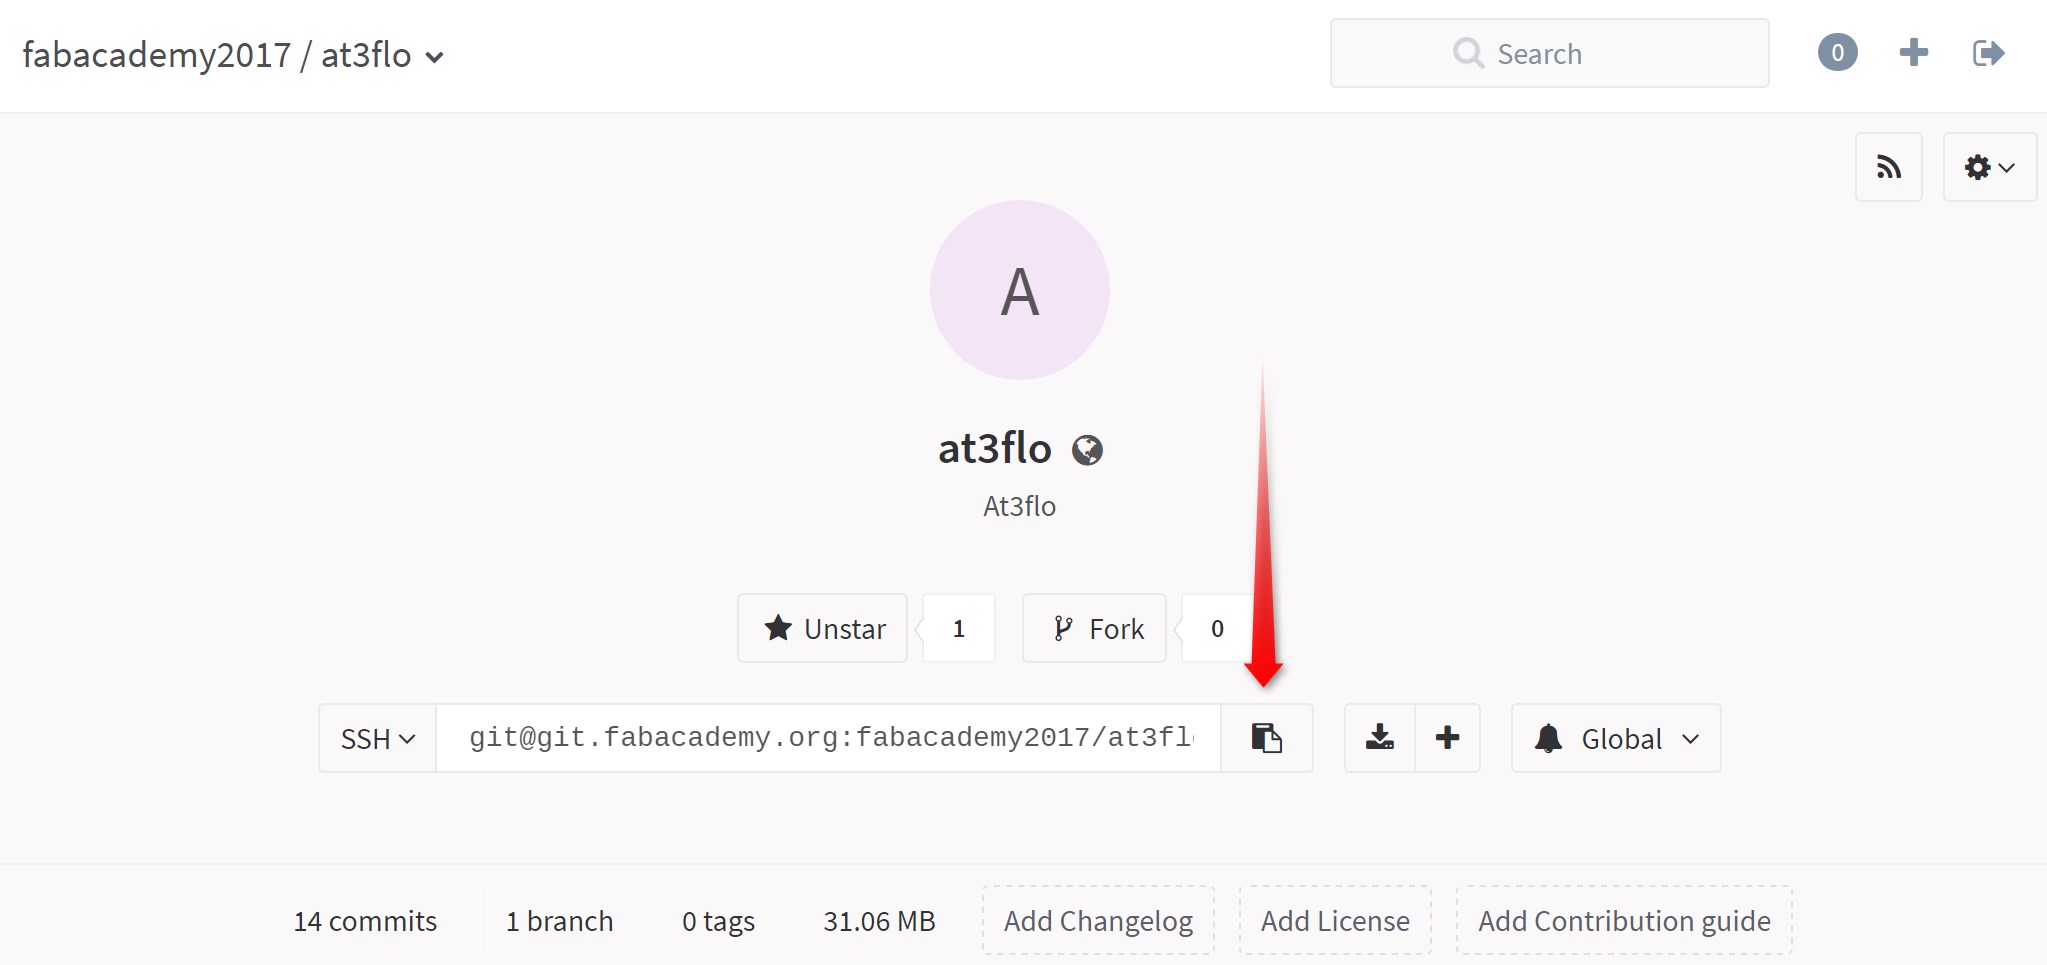 fabacademy2017 / at3flo
Search
0
A
at3flo
At3flo
Unstar
1
Fork
0
SSH
git@git.fabacademy.org:fabacademy2017/at3fl
Global
14 commits
1 branch
0 tags
31.06 MB
Add Changelog
Add License
Add Contribution guide